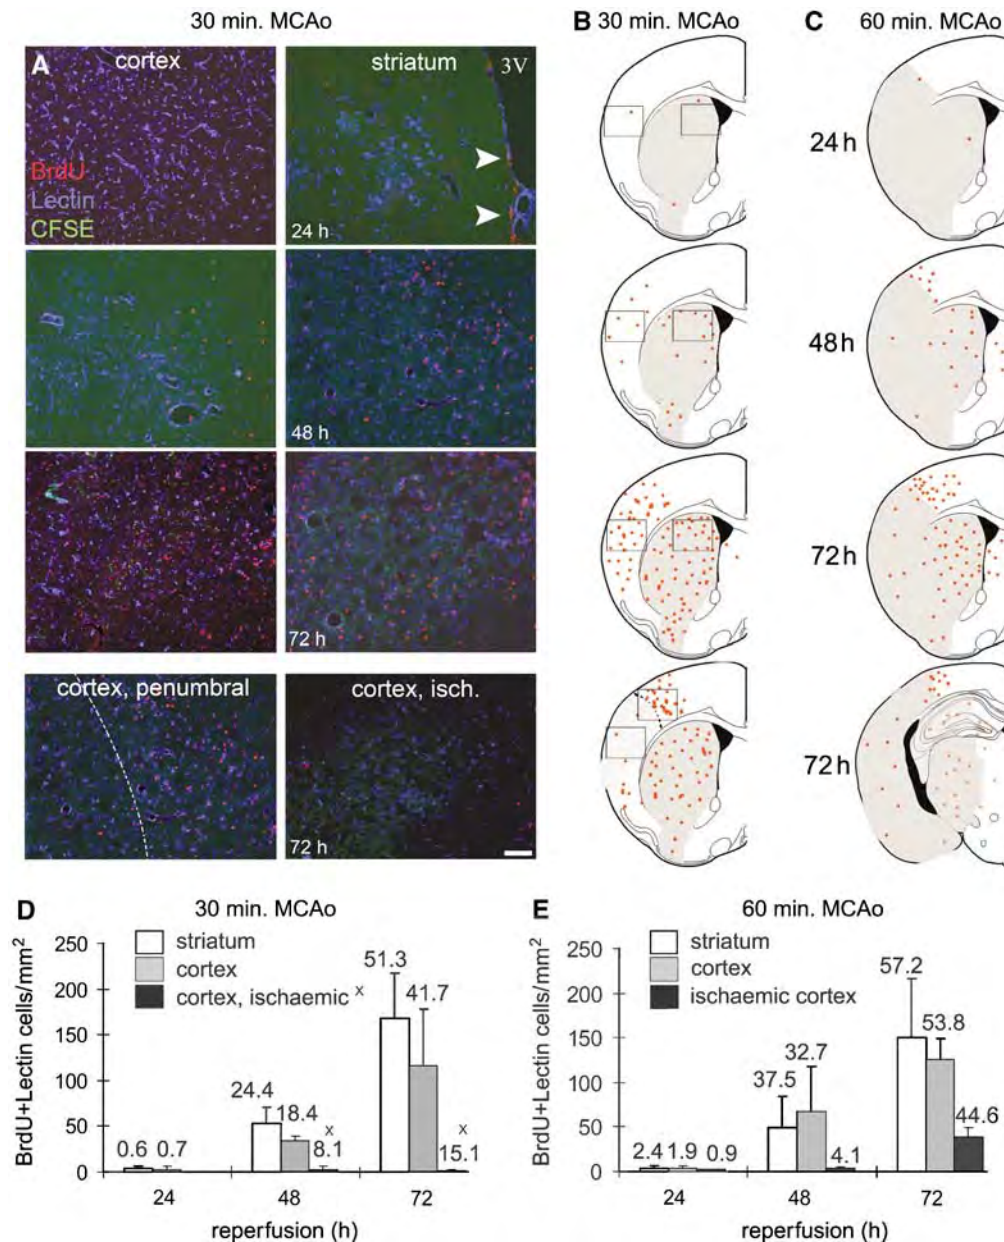 30 min. MCAo
B 30 min. MCAo
C 60 min. MCAo
A cortex
striatum
3V
BrdU
Lectin
CFSE
24 h
24 h
48 h
48 h
72 h
72 h
cortex, penumbral
cortex, isch.
72 h
72 h
D 30 min. MCAo
BrdU+Lectin cells/mm²
250
200
150
100
50
0
striatum
cortex
cortex, ischaemic x
0.6 0.7
24.4 18.4 8.1 x
51.3 41.7 15.1 x
24 48 72
reperfusion (h)
E 60 min. MCAo
BrdU+Lectin cells/mm²
250
200
150
100
50
0
striatum
cortex
ischaemic cortex
2.4 1.9 0.9
37.5 32.7 4.1
57.2 53.8 44.6
24 48 72
reperfusion (h)